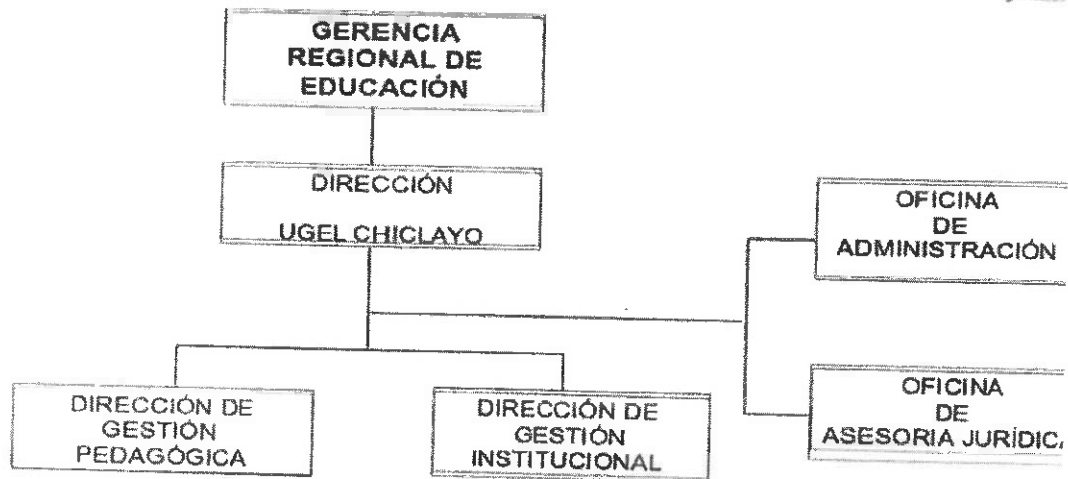 GERENCIA
REGIONAL DE
EDUCACIÓN
DIRECCIÓN
UGEL CHICLAYO
OFICINA
DE
ADMINISTRACIÓN
OFICINA
DE
ASESORIA JURÍDIC
DIRECCIÓN DE
GESTIÓN
PEDAGÓGICA
DIRECCIÓN DE
GESTIÓN
INSTITUCIONAL